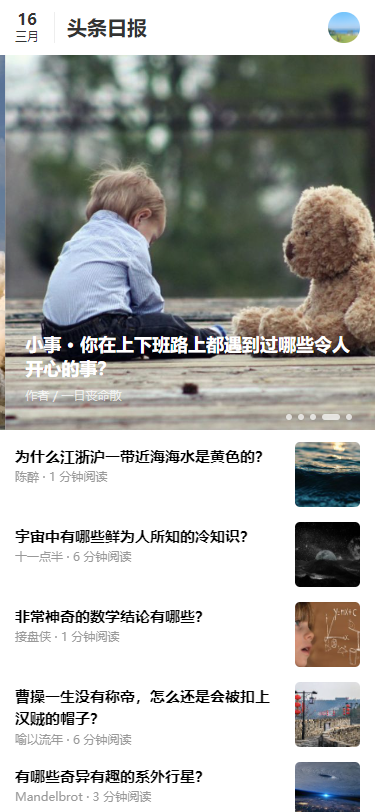 16
三月
头条日报
小事 · 你在上下班路上都遇到过哪些令人
开心的事?
作者 / 一日丧命散
为什么江浙沪一带近海海水是黄色的?
陈醉 · 1 分钟阅读
宇宙中有哪些鲜为人所知的冷知识?
十一点半 · 6 分钟阅读
非常神奇的数学结论有哪些?
接盘侠 · 1 分钟阅读
曹操一生没有称帝，怎么还是会被扣上
汉贼的帽子?
喻以流年 · 6 分钟阅读
有哪些奇异有趣的系外行星?
Mandelbrot · 3 分钟阅读